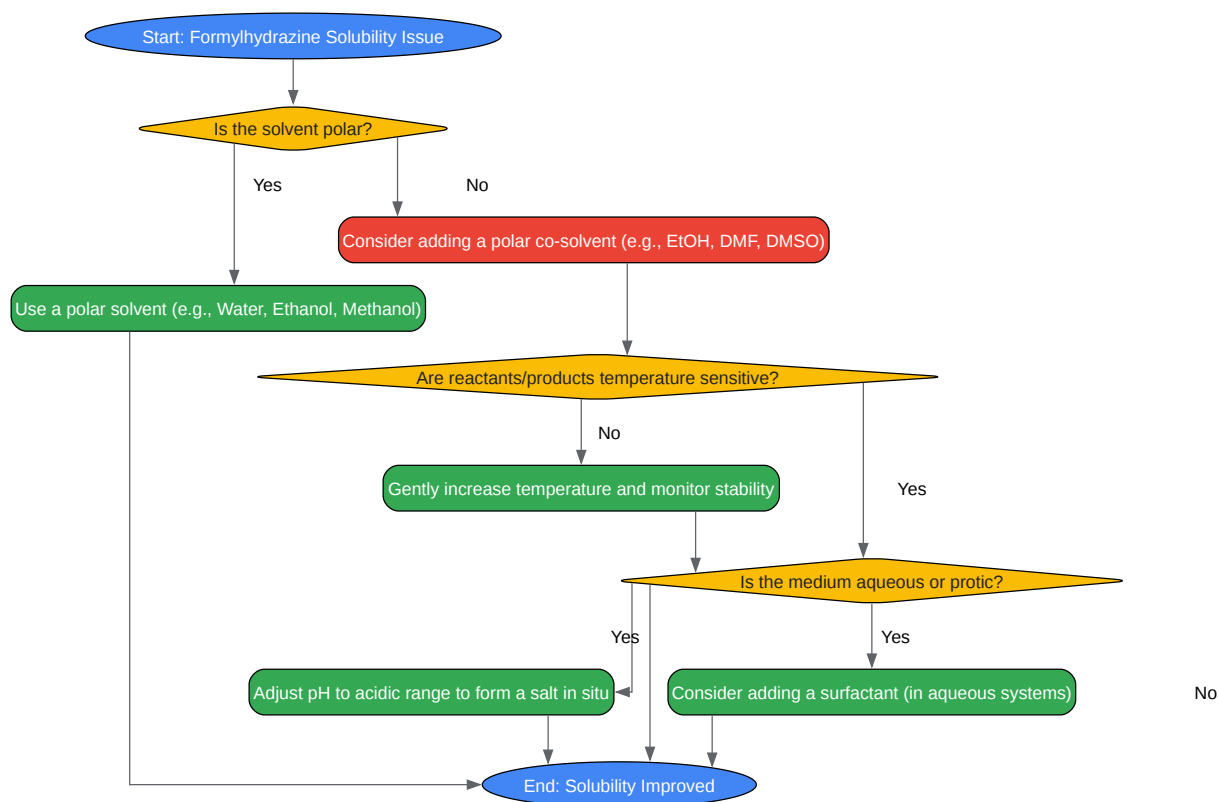 Start: Formylhydrazine Solubility Issue
Is the solvent polar?
Yes
No
Consider adding a polar co-solvent (e.g., EtOH, DMF, DMSO)
Use a polar solvent (e.g., Water, Ethanol, Methanol)
Are reactants/products temperature sensitive?
No
Gently increase temperature and monitor stability
Yes
Is the medium aqueous or protic?
Yes
Yes
Adjust pH to acidic range to form a salt in situ
Consider adding a surfactant (in aqueous systems)
No
End: Solubility Improved